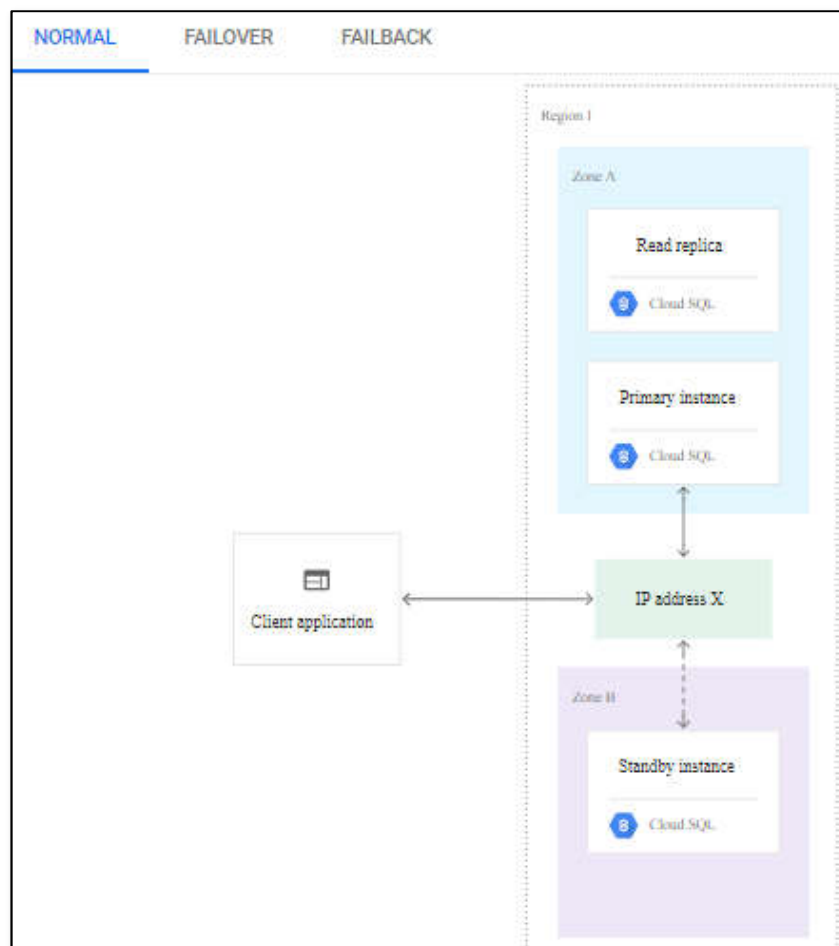 NORMAL FAILOVER FAILBACK
Region 1
Zone A
Read replica
Cloud SQL
Primary instance
Cloud SQL
Client application
IP address X
Zone B
Standby instance
Cloud SQL